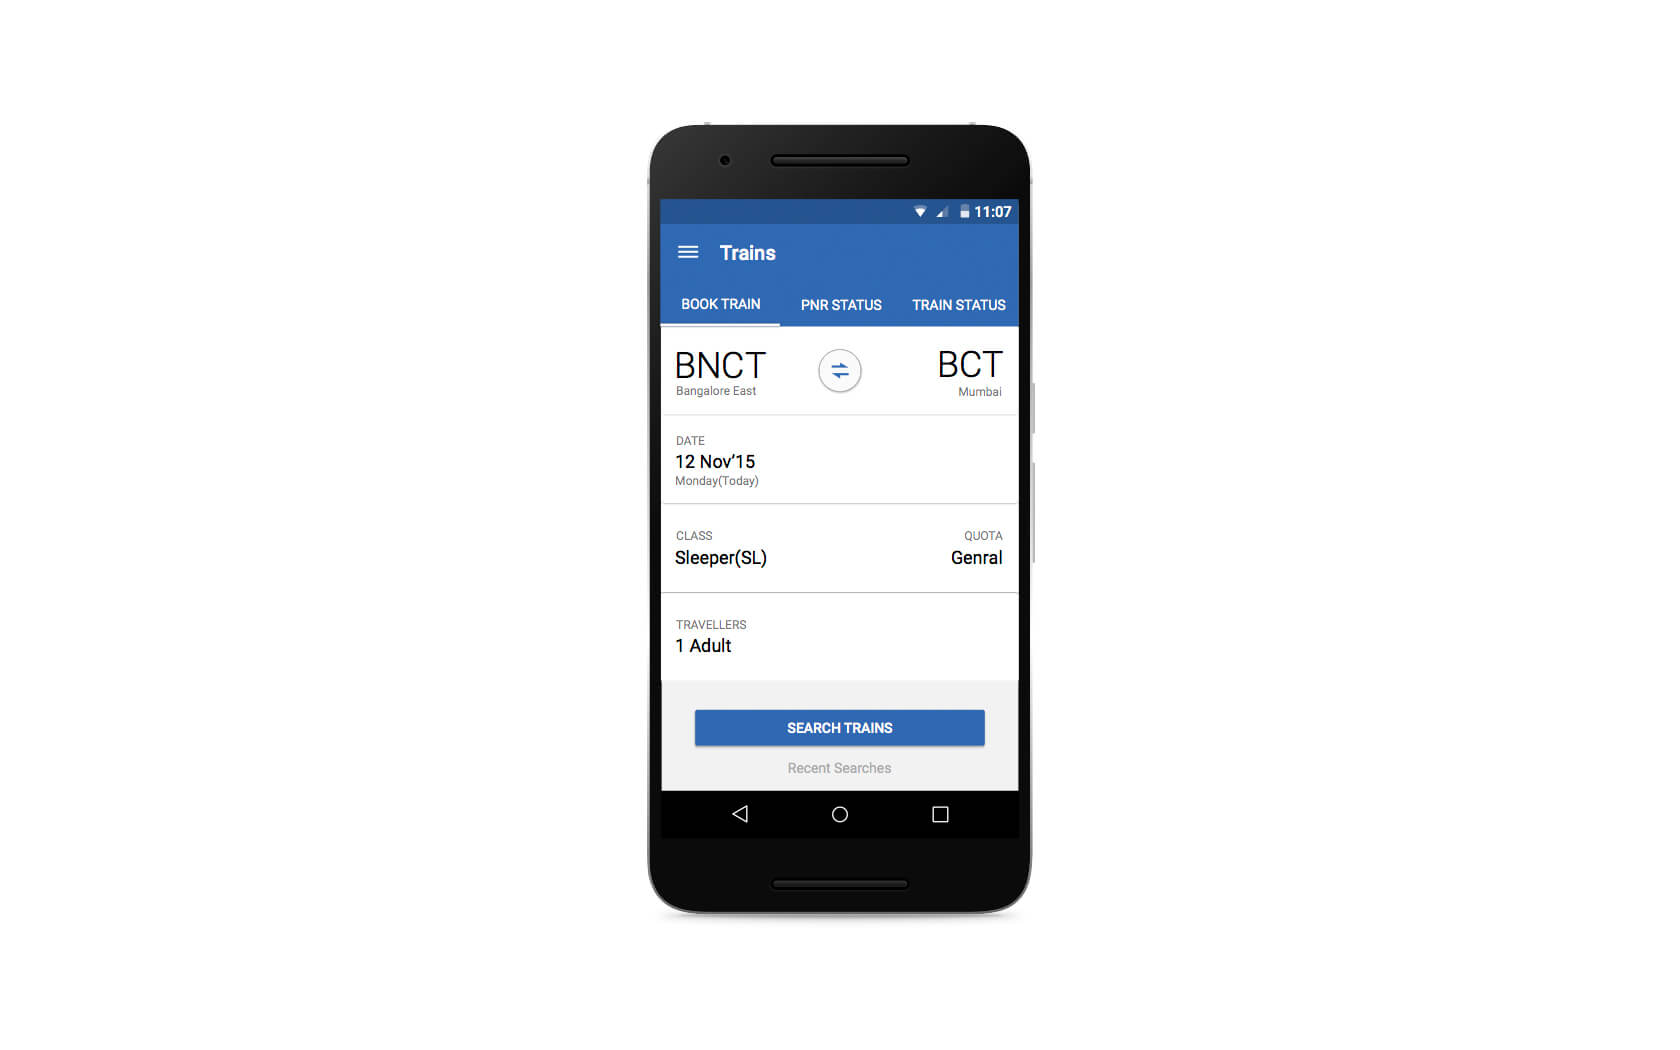 11:07
Trains
BOOK TRAIN PNR STATUS TRAIN STATUS
BNCT BCT
Bangalore East Mumbai
DATE
12 Nov’15
Monday(Today)
CLASS QUOTA
Sleeper(SL) Genral
TRAVELLERS
1 Adult
SEARCH TRAINS
Recent Searches